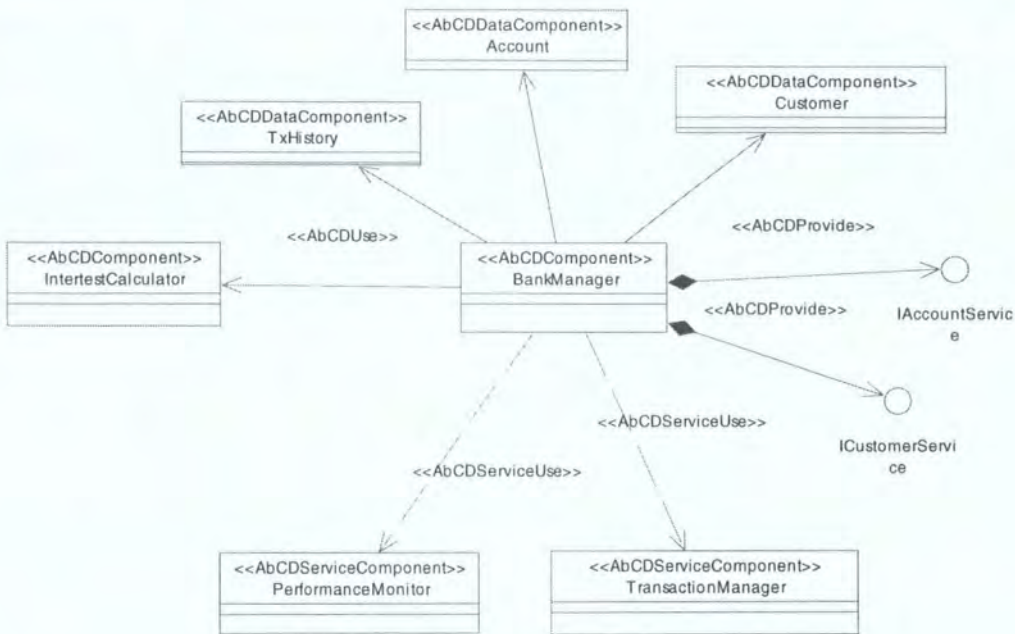 <<AbCDDataComponent>>
Account
<<AbCDDataComponent>>
Customer
<<AbCDDataComponent>>
TxHistory
<<AbCDProvide>>
<<AbCDUse>>
<<AbCDComponent>>
IntertestCalculator
<<AbCDComponent>>
BankManager
<<AbCDProvide>>
IAccountServic
e
<<AbCDServiceUse>>
ICustomerServi
ce
<<AbCDServiceUse>>
<<AbCDServiceComponent>>
PerformanceMonitor
<<AbCDServiceComponent>>
TransactionManager